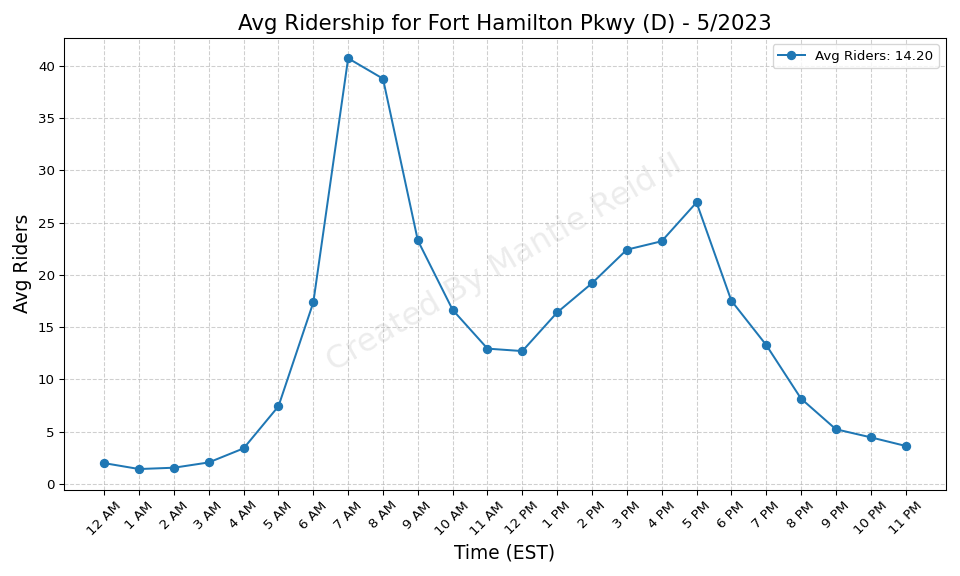 Avg Ridership for Fort Hamilton Pkwy (D) - 5/2023
Avg Riders: 14.20
Avg Riders
40
35
30
25
20
15
10
5
0
Created By Mantie Reid II
12 AM
1 AM
2 AM
3 AM
4 AM
5 AM
6 AM
7 AM
8 AM
9 AM
10 AM
11 AM
12 PM
1 PM
2 PM
3 PM
4 PM
5 PM
6 PM
7 PM
8 PM
9 PM
10 PM
11 PM
Time (EST)